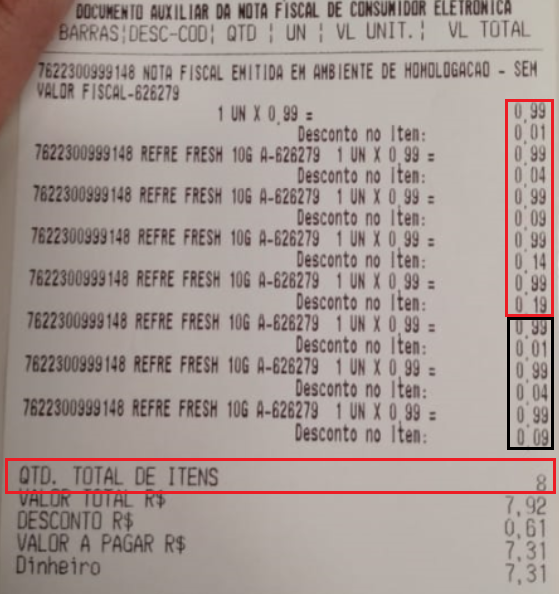 DOCUMENTO AUXILIAR DA NOTA FISCAL DE CONSUMIDOR ELETRONICA
BARRAS|DESC-COD| QTD | UN | VL UNIT.| VL TOTAL
7622300999148 NOTA FISCAL EMITIDA EM AMBIENTE DE HOMOLOGACAO - SEM
VALOR FISCAL-626279
1 UN X 0,99 = 0,99
Desconto no Item: 0,01
7622300999148 REFRE FRESH 10G A-626279 1 UN X 0,99 = 0,99
Desconto no Item: 0,04
7622300999148 REFRE FRESH 10G A-626279 1 UN X 0,99 = 0,99
Desconto no Item: 0,09
7622300999148 REFRE FRESH 10G A-626279 1 UN X 0,99 = 0,99
Desconto no Item: 0,14
7622300999148 REFRE FRESH 10G A-626279 1 UN X 0,99 = 0,99
Desconto no Item: 0,19
7622300999148 REFRE FRESH 10G A-626279 1 UN X 0,99 = 0,99
Desconto no Item: 0,01
7622300999148 REFRE FRESH 10G A-626279 1 UN X 0,99 = 0,99
Desconto no Item: 0,04
7622300999148 REFRE FRESH 10G A-626279 1 UN X 0,99 = 0,99
Desconto no Item: 0,09
QTD. TOTAL DE ITENS 8
VALOR TOTAL R$ 7,92
DESCONTO R$ 0,61
VALOR A PAGAR R$ 7,31
Dinheiro 7,31